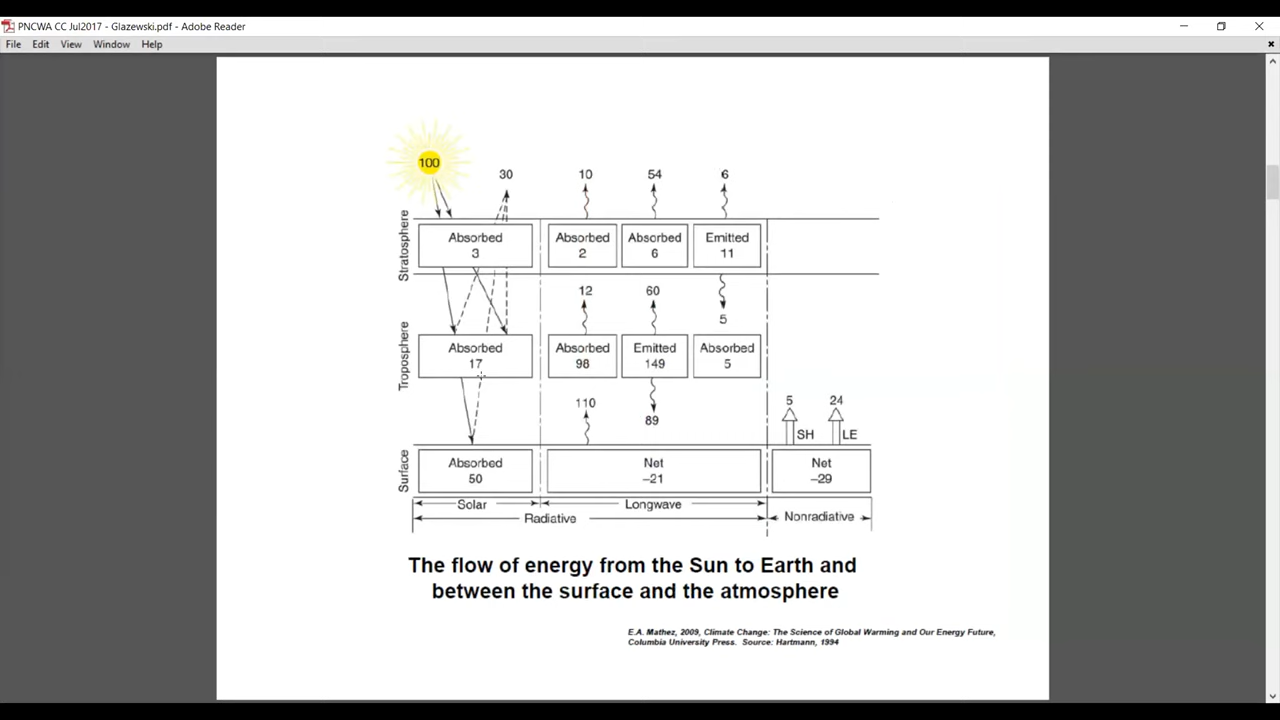 PNCWA CC Jul2017 - Glazewski.pdf - Adobe Reader
File Edit View Window Help
100
30 10 54 6
Stratosphere
Absorbed
3
Absorbed
2
Absorbed
6
Emitted
11
12 60
5
Troposphere
Absorbed
17
Absorbed
98
Emitted
149
Absorbed
5
110 89
5 24
SH LE
Surface
Absorbed
50
Net
–21
Net
–29
Solar Longwave
Radiative Nonradiative
The flow of energy from the Sun to Earth and
between the surface and the atmosphere
E.A. Mathez, 2009, Climate Change: The Science of Global Warming and Our Energy Future,
Columbia University Press. Source: Hartmann, 1994